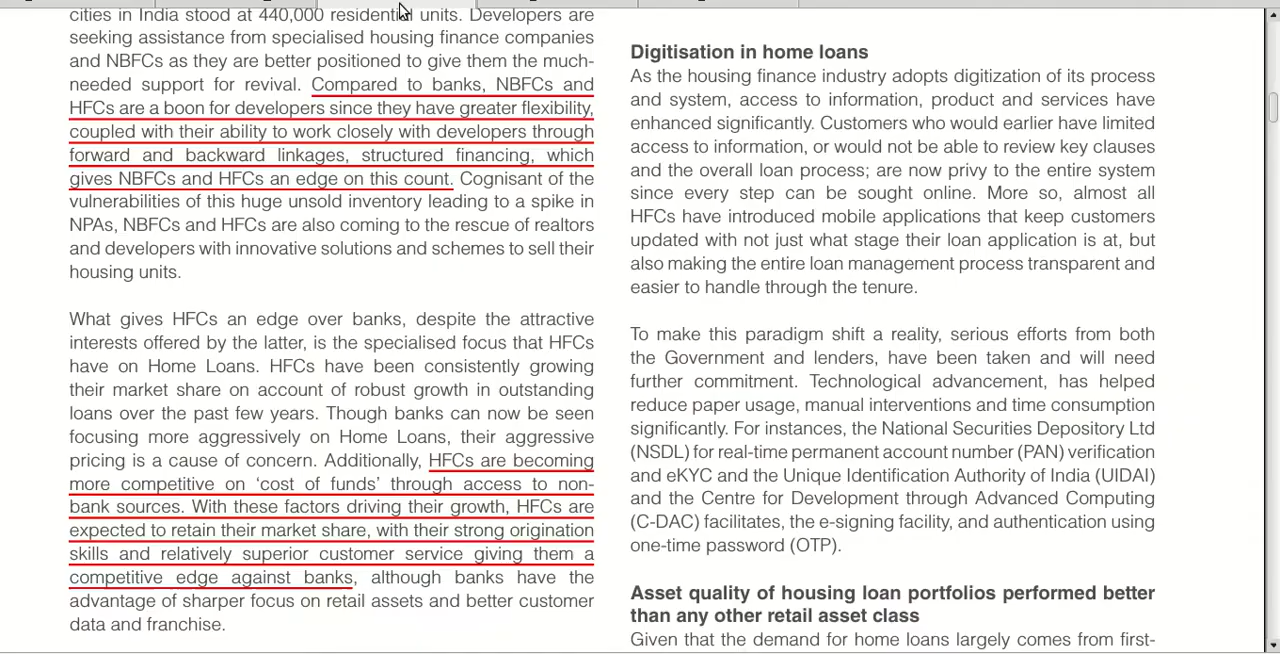 cities in India stood at 440,000 residential units. Developers are
seeking assistance from specialised housing finance companies
and NBFCs as they are better positioned to give them the much-
needed support for revival. Compared to banks, NBFCs and
HFCs are a boon for developers since they have greater flexibility,
coupled with their ability to work closely with developers through
forward and backward linkages, structured financing, which
gives NBFCs and HFCs an edge on this count. Cognisant of the
vulnerabilities of this huge unsold inventory leading to a spike in
NPAs, NBFCs and HFCs are also coming to the rescue of realtors
and developers with innovative solutions and schemes to sell their
housing units.
What gives HFCs an edge over banks, despite the attractive
interests offered by the latter, is the specialised focus that HFCs
have on Home Loans. HFCs have been consistently growing
their market share on account of robust growth in outstanding
loans over the past few years. Though banks can now be seen
focusing more aggressively on Home Loans, their aggressive
pricing is a cause of concern. Additionally, HFCs are becoming
more competitive on ‘cost of funds’ through access to non-
bank sources. With these factors driving their growth, HFCs are
expected to retain their market share, with their strong origination
skills and relatively superior customer service giving them a
competitive edge against banks, although banks have the
advantage of sharper focus on retail assets and better customer
data and franchise.
Digitisation in home loans
As the housing finance industry adopts digitization of its process
and system, access to information, product and services have
enhanced significantly. Customers who would earlier have limited
access to information, or would not be able to review key clauses
and the overall loan process; are now privy to the entire system
since every step can be sought online. More so, almost all
HFCs have introduced mobile applications that keep customers
updated with not just what stage their loan application is at, but
also making the entire loan management process transparent and
easier to handle through the tenure.
To make this paradigm shift a reality, serious efforts from both
the Government and lenders, have been taken and will need
further commitment. Technological advancement, has helped
reduce paper usage, manual interventions and time consumption
significantly. For instances, the National Securities Depository Ltd
(NSDL) for real-time permanent account number (PAN) verification
and eKYC and the Unique Identification Authority of India (UIDAI)
and the Centre for Development through Advanced Computing
(C-DAC) facilitates, the e-signing facility, and authentication using
one-time password (OTP).
Asset quality of housing loan portfolios performed better
than any other retail asset class
Given that the demand for home loans largely comes from first-